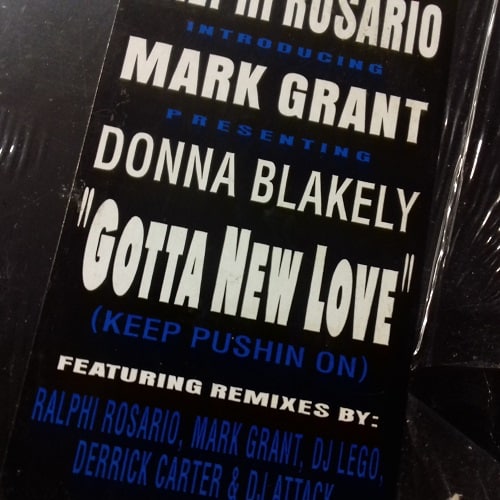 RALPHI ROSARIO
INTRODUCING
MARK GRANT
PRESENTING
DONNA BLAKELY
"GOTTA NEW LOVE"
(KEEP PUSHIN ON)
FEATURING REMIXES BY:
RALPHI ROSARIO, MARK GRANT, DJ LEGO,
DERRICK CARTER & DJ ATTACK